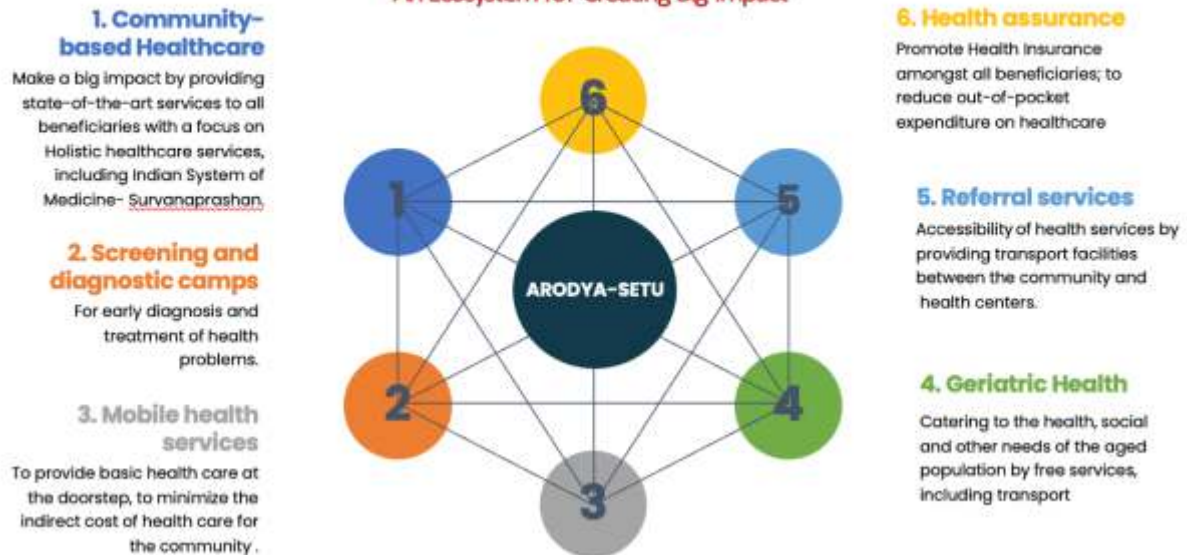 1. Community-
based Healthcare
Make a big impact by providing
state-of-the-art services to all
beneficiaries with a focus on
Holistic healthcare services,
including Indian System of
Medicine- Survanaprashan.
2. Screening and
diagnostic camps
For early diagnosis and
treatment of health
problems.
3. Mobile health
services
To provide basic health care at
the doorstep, to minimize the
indirect cost of health care for
the community .
Ecosystem for Creating Big Impact
6
1
5
ARODYA-SETU
2
4
3
6. Health assurance
Promote Health Insurance
amongst all beneficiaries; to
reduce out-of-pocket
expenditure on healthcare
5. Referral services
Accessibility of health services by
providing transport facilities
between the community and
health centers.
4. Geriatric Health
Catering to the health, social
and other needs of the aged
population by free services,
including transport